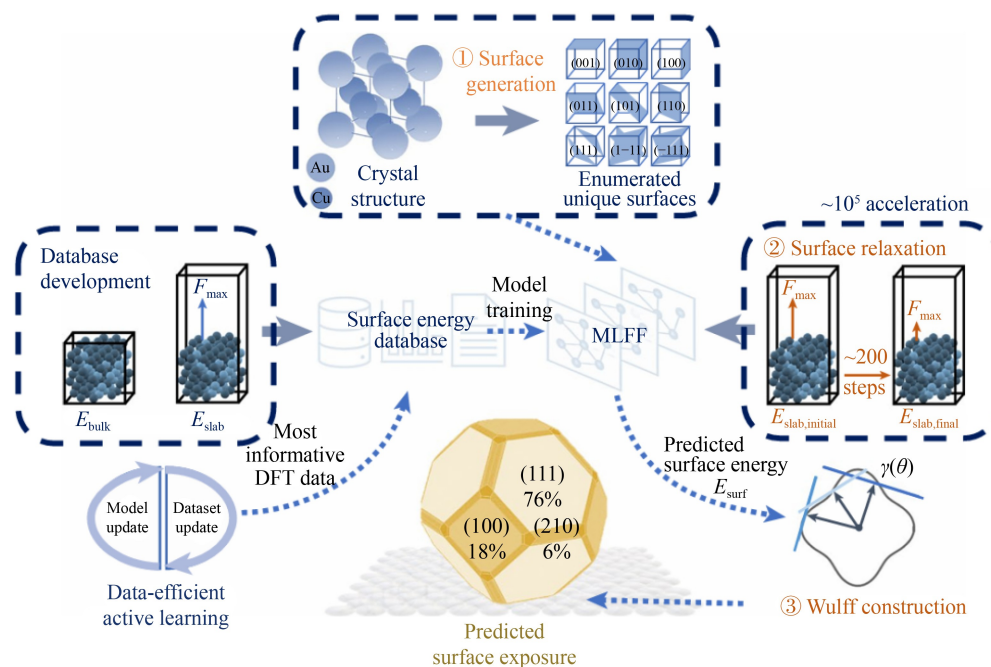 ① Surface
generation
(001) (010) (100)
(011) (101) (110)
(111) (1−11) (−111)
Au
Cu
Crystal
structure
Enumerated
unique surfaces
~10⁵ acceleration
Database
development
F_max
F_max
E_bulk
E_slab
Surface energy
database
Model
training
MLFF
② Surface relaxation
F_max
F_max
~200
steps
E_slab,initial
E_slab,final
Most
informative
DFT data
Model
update
Dataset
update
Data-efficient
active learning
(111)
76%
(100)
18%
(210)
6%
Predicted
surface exposure
Predicted
surface energy
E_surf
γ(θ)
③ Wulff construction